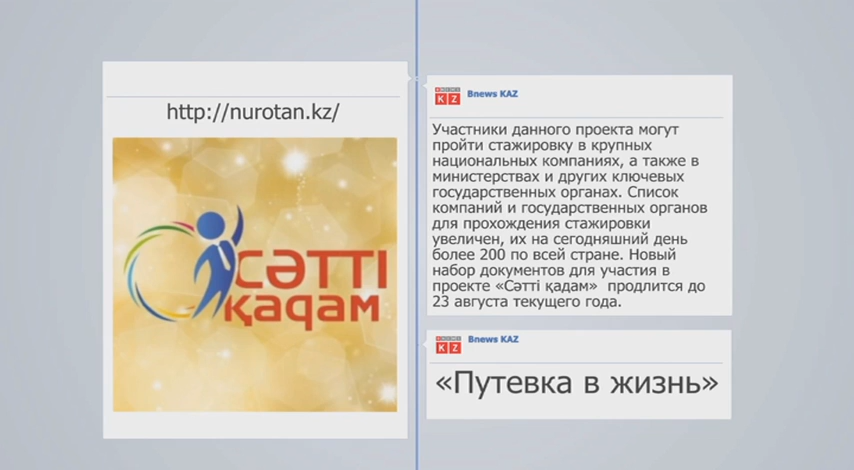 http://nurotan.kz/
сәтті
қадам
KZ
Bnews KAZ
Участники данного проекта могут
пройти стажировку в крупных
национальных компаниях, а также в
министерствах и других ключевых
государственных органах. Список
компаний и государственных органов
для прохождения стажировки
увеличен, их на сегодняшний день
более 200 по всей стране. Новый
набор документов для участия в
проекте «Сәтті қадам» продлится до
23 августа текущего года.
KZ
Bnews KAZ
«Путевка в жизнь»